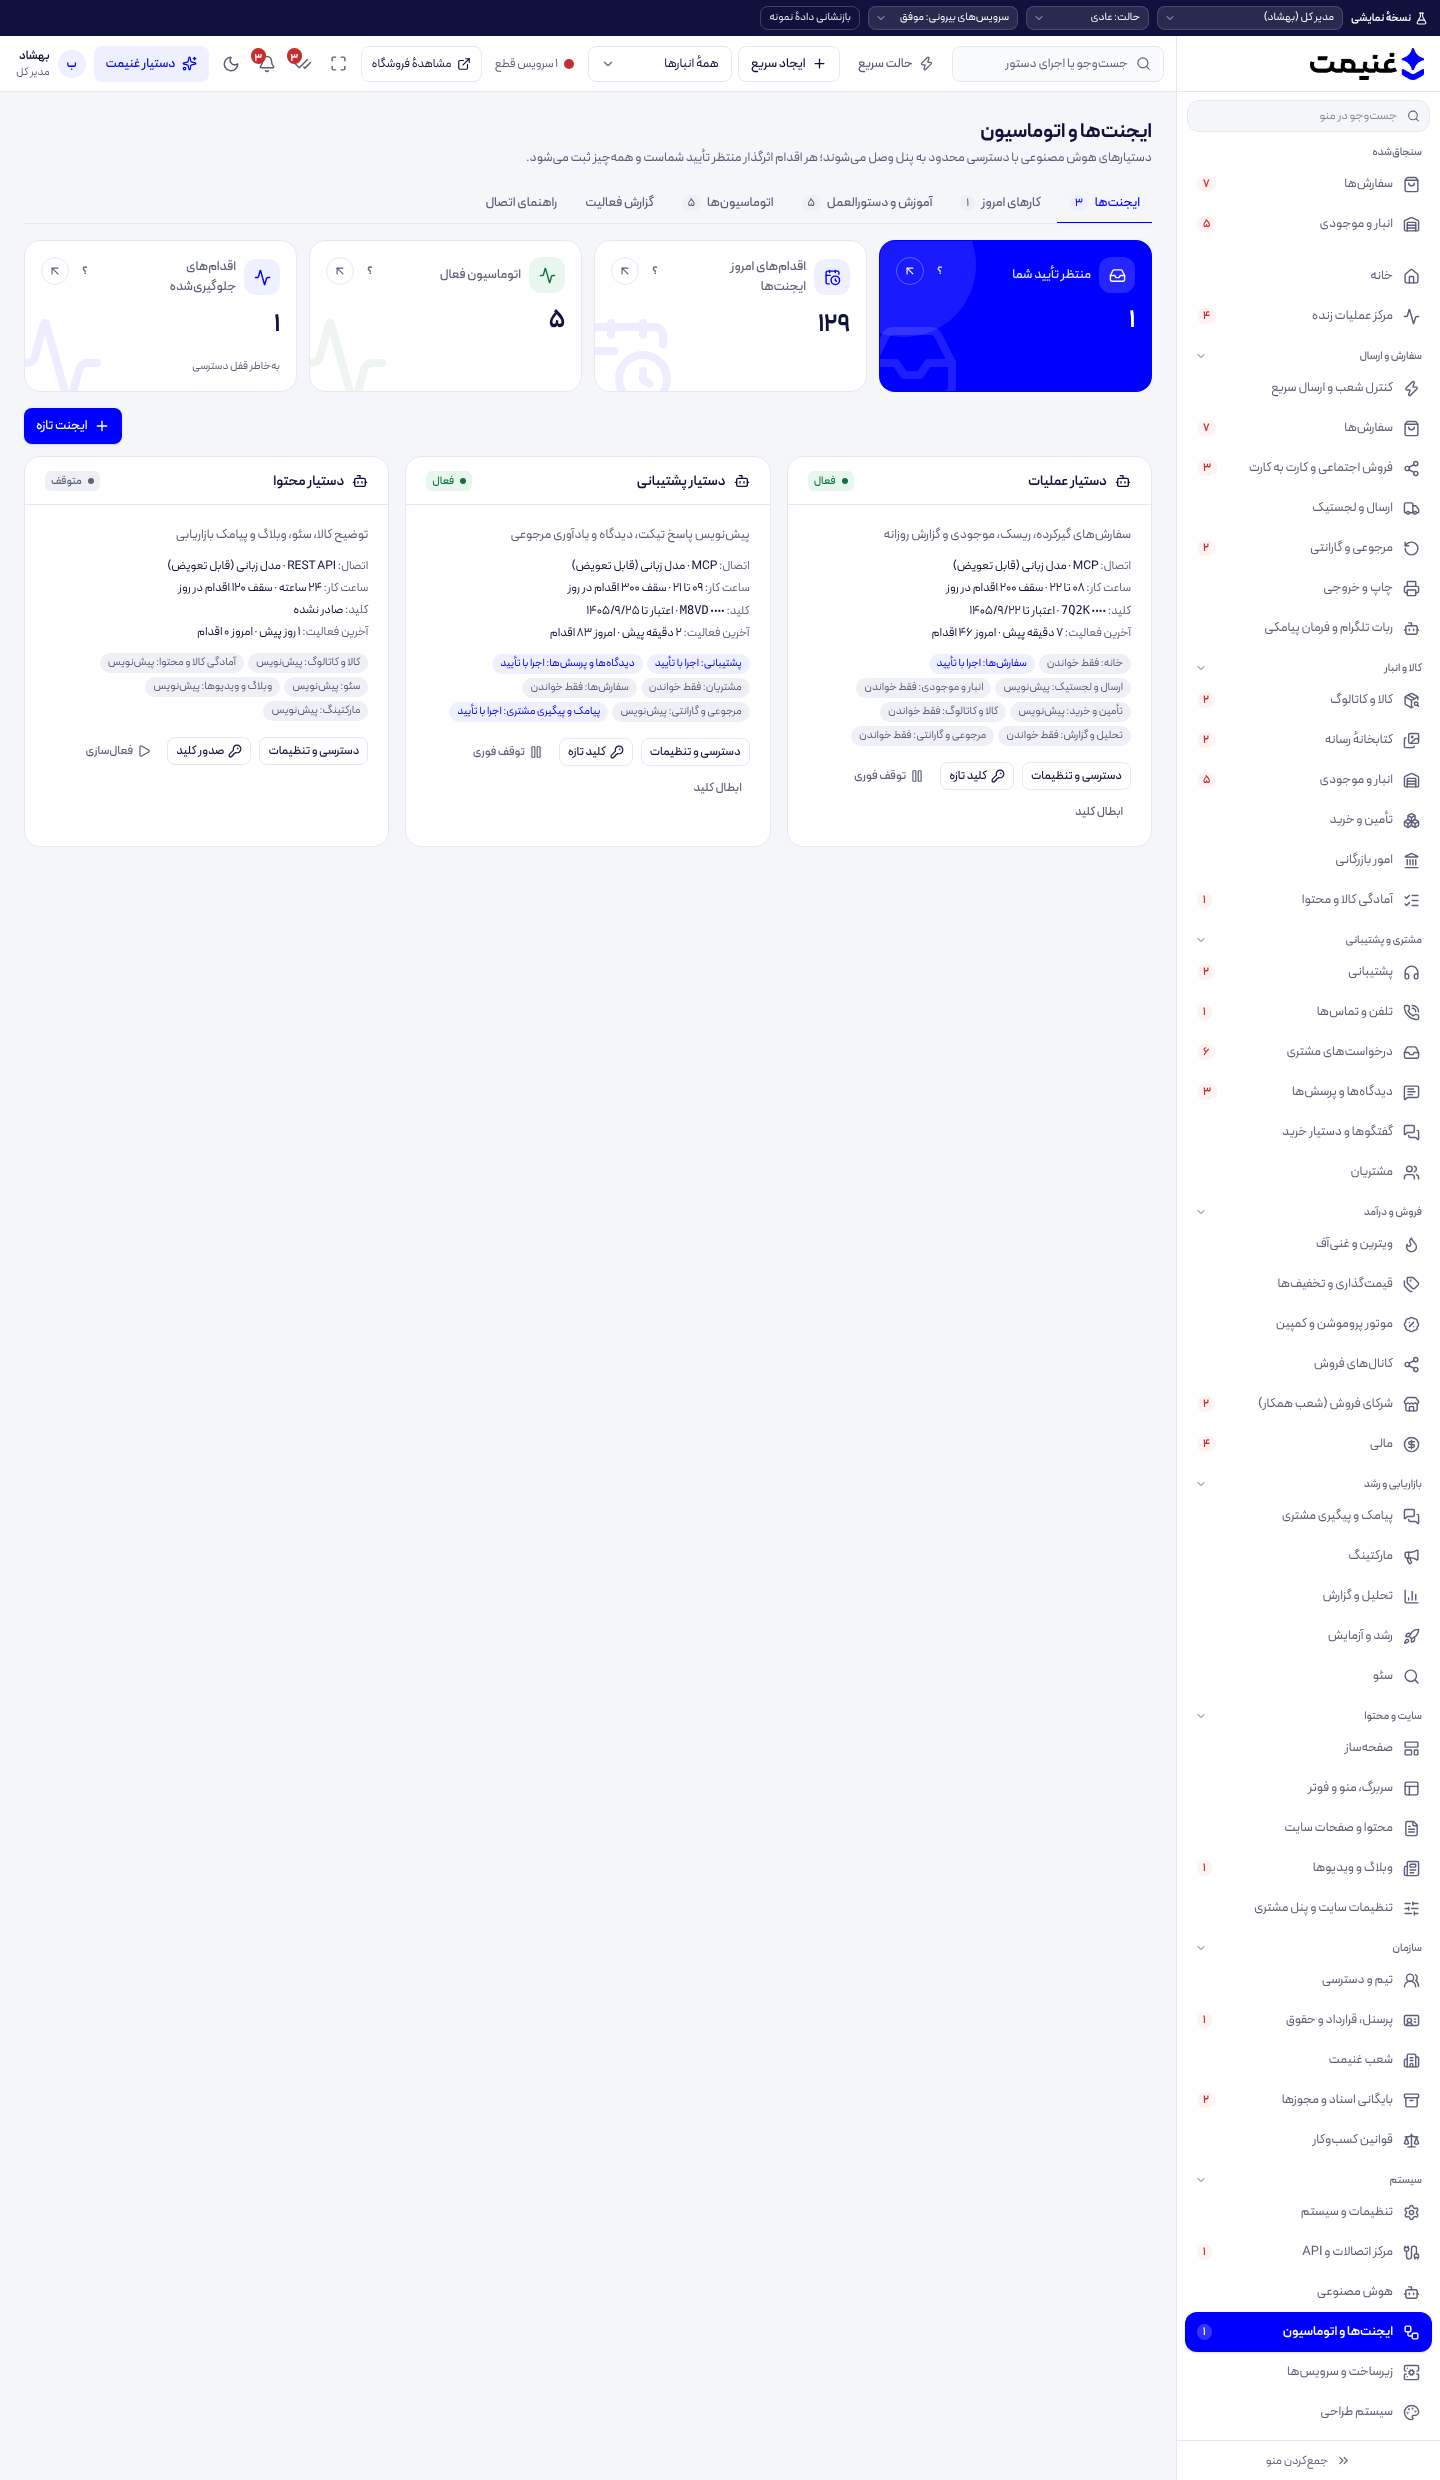 نسخهٔ نمایشی
مدیر کل (بهشاد)
حالت: عادی
سرویس‌های بیرونی: موفق
بازنشانی دادهٔ نمونه
غنیمت
جست‌وجو یا اجرای دستور
حالت سریع
ایجاد سریع
همهٔ انبارها
۱ سرویس قطع
مشاهدهٔ فروشگاه
۳
۳
دستیار غنیمت
ب
بهشاد
مدیر کل
جست‌وجو در منو
سنجاق‌شده
سفارش‌ها ۷
انبار و موجودی ۵
خانه
مرکز عملیات زنده ۴
سفارش و ارسال
کنترل شعب و ارسال سریع
سفارش‌ها ۷
فروش اجتماعی و کارت به کارت ۳
ارسال و لجستیک
مرجوعی و گارانتی ۲
چاپ و خروجی
ربات تلگرام و فرمان پیامکی
کالا و انبار
کالا و کاتالوگ ۲
کتابخانهٔ رسانه ۲
انبار و موجودی ۵
تأمین و خرید
امور بازرگانی
آمادگی کالا و محتوا ۱
مشتری و پشتیبانی
پشتیبانی ۲
تلفن و تماس‌ها ۱
درخواست‌های مشتری ۶
دیدگاه‌ها و پرسش‌ها ۳
گفتگوها و دستیار خرید
مشتریان
فروش و درآمد
ویترین و غنی‌آف
قیمت‌گذاری و تخفیف‌ها
موتور پروموشن و کمپین
کانال‌های فروش
شرکای فروش (شعب همکار) ۲
مالی ۴
بازاریابی و رشد
پیامک و پیگیری مشتری
مارکتینگ
تحلیل و گزارش
رشد و آزمایش
سئو
سایت و محتوا
صفحه‌ساز
سربرگ، منو و فوتر
محتوا و صفحات سایت
وبلاگ و ویدیوها ۱
تنظیمات سایت و پنل مشتری
سازمان
تیم و دسترسی
پرسنل، قرارداد و حقوق ۱
شعب غنیمت
بایگانی اسناد و مجوزها ۲
قوانین کسب‌وکار
سیستم
تنظیمات و سیستم
مرکز اتصالات و API ۱
هوش مصنوعی
ایجنت‌ها و اتوماسیون ۱
زیرساخت و سرویس‌ها
سیستم طراحی
جمع‌کردن منو
ایجنت‌ها و اتوماسیون
دستیارهای هوش مصنوعی با دسترسی محدود به پنل وصل می‌شوند؛ هر اقدام اثرگذار منتظر تأیید شماست و همه‌چیز ثبت می‌شود.
ایجنت‌ها ۳
کارهای امروز ۱
آموزش و دستورالعمل ۵
اتوماسیون‌ها ۵
گزارش فعالیت
راهنمای اتصال
منتظر تأیید شما
؟
۱
اقدام‌های امروز
ایجنت‌ها
؟
۱۲۹
اتوماسیون فعال
؟
۵
اقدام‌های
جلوگیری‌شده
؟
۱
به‌خاطر قفل دسترسی
ایجنت تازه
دستیار عملیات
فعال
سفارش‌های گیرکرده، ریسک، موجودی و گزارش روزانه
اتصال: MCP · مدل زبانی (قابل تعویض)
ساعت کار: ۰۸ تا ۲۲ · سقف ۲۰۰ اقدام در روز
کلید: ••••7Q2K · اعتبار تا ۱۴۰۵/۹/۲۲
آخرین فعالیت: ۷ دقیقه پیش · امروز ۴۶ اقدام
خانه: فقط خواندن
سفارش‌ها: اجرا با تأیید
ارسال و لجستیک: پیش‌نویس
انبار و موجودی: فقط خواندن
تأمین و خرید: پیش‌نویس
کالا و کاتالوگ: فقط خواندن
تحلیل و گزارش: فقط خواندن
مرجوعی و گارانتی: فقط خواندن
دسترسی و تنظیمات
کلید تازه
توقف فوری
ابطال کلید
دستیار پشتیبانی
فعال
پیش‌نویس پاسخ تیکت، دیدگاه و یادآوری مرجوعی
اتصال: MCP · مدل زبانی (قابل تعویض)
ساعت کار: ۰۹ تا ۲۱ · سقف ۳۰۰ اقدام در روز
کلید: ••••M8VD · اعتبار تا ۱۴۰۵/۹/۲۵
آخرین فعالیت: ۲ دقیقه پیش · امروز ۸۳ اقدام
پشتیبانی: اجرا با تأیید
دیدگاه‌ها و پرسش‌ها: اجرا با تأیید
مشتریان: فقط خواندن
سفارش‌ها: فقط خواندن
مرجوعی و گارانتی: پیش‌نویس
پیامک و پیگیری مشتری: اجرا با تأیید
دسترسی و تنظیمات
کلید تازه
توقف فوری
ابطال کلید
دستیار محتوا
متوقف
توضیح کالا، سئو، وبلاگ و پیامک بازاریابی
اتصال: REST API · مدل زبانی (قابل تعویض)
ساعت کار: ۲۴ ساعته · سقف ۱۲۰ اقدام در روز
کلید: صادر نشده
آخرین فعالیت: ۱ روز پیش · امروز ۰ اقدام
کالا و کاتالوگ: پیش‌نویس
آمادگی کالا و محتوا: پیش‌نویس
سئو: پیش‌نویس
وبلاگ و ویدیوها: پیش‌نویس
مارکتینگ: پیش‌نویس
دسترسی و تنظیمات
صدور کلید
فعال‌سازی